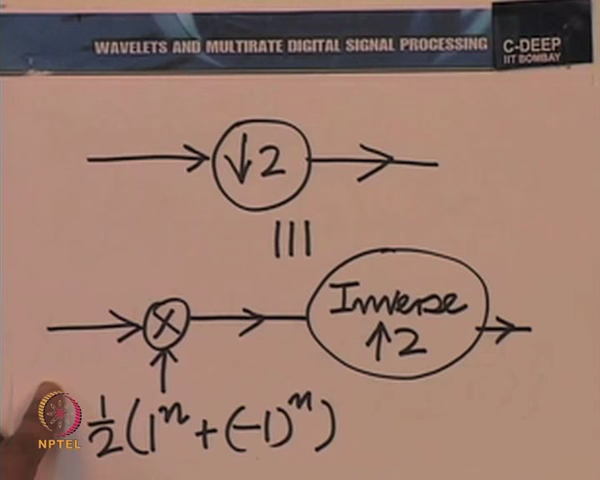 WAVELETS AND MULTIRATE DIGITAL SIGNAL PROCESSING
C-DEEP
IIT BOMBAY
↓2
|||
×
Inverse
↑2
½(1ⁿ + (-1)ⁿ)
NPTEL